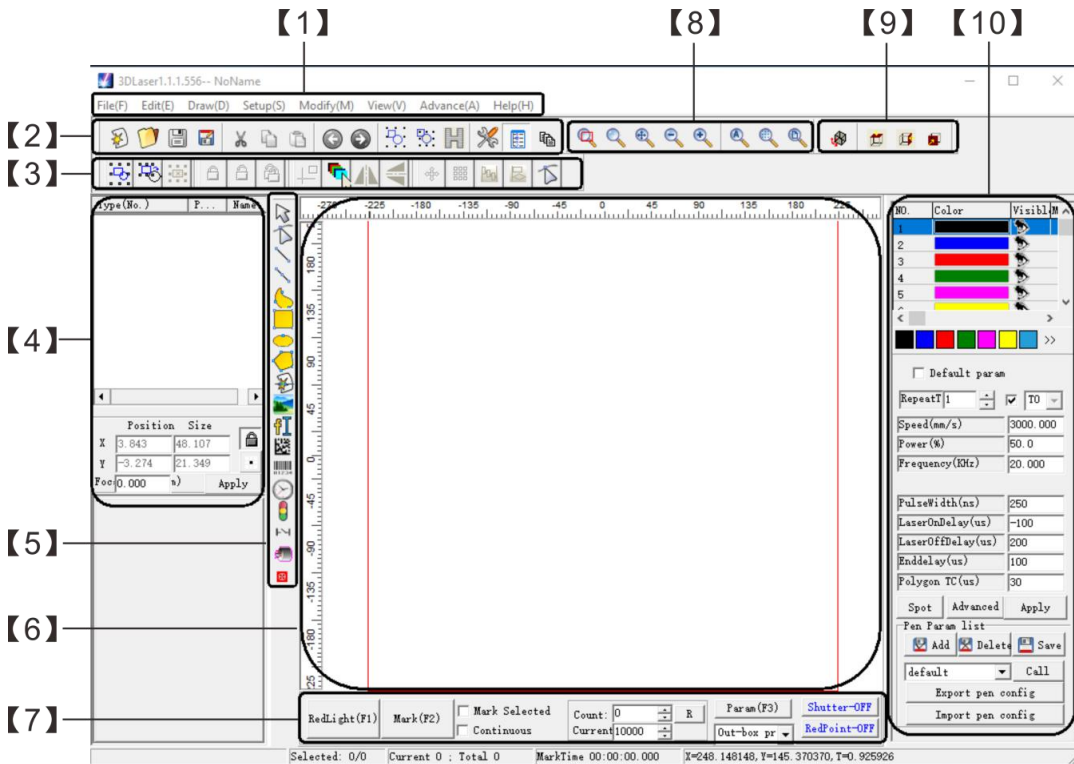 【1】 【8】 【9】 【10】
3DLaser1.1.1.556-- NoName
File(F) Edit(E) Draw(D) Setup(S) Modify(M) View(V) Advance(A) Help(H)
【2】
【3】
Type(No.) P... Name
-225 -180 -135 -90 -45 0 45 90 135 180
180
135
90
45
0
-45
-90
-135
-180
NO. Color Visibl M
1
2
3
4
5
【4】
>>
Default param
RepeatT 1 T0
Position Size
X 3.843 48.107
Y -3.274 21.349
Foc 0.000 m) Apply
Speed(mm/s) 3000.000
Power(%) 50.0
Frequency(KHz) 20.000
PulseWidth(ns) 250
LaserOnDelay(us) -100
LaserOffDelay(us) 200
Enddelay(us) 100
Polygon TC(us) 30
【5】
Spot Advanced Apply
【6】
Pen Param list
Add Delete Save
default Call
Export pen config
Import pen config
【7】
RedLight(F1) Mark(F2)
Mark Selected
Continuous
Count: 0 R
Current 10000
Param(F3) Shutter-OFF
Out-box pr RedPoint-OFF
Selected: 0/0 Current 0 ; Total 0 MarkTime 00:00:00.000 X=248.148148,Y=145.370370,T=0.925926